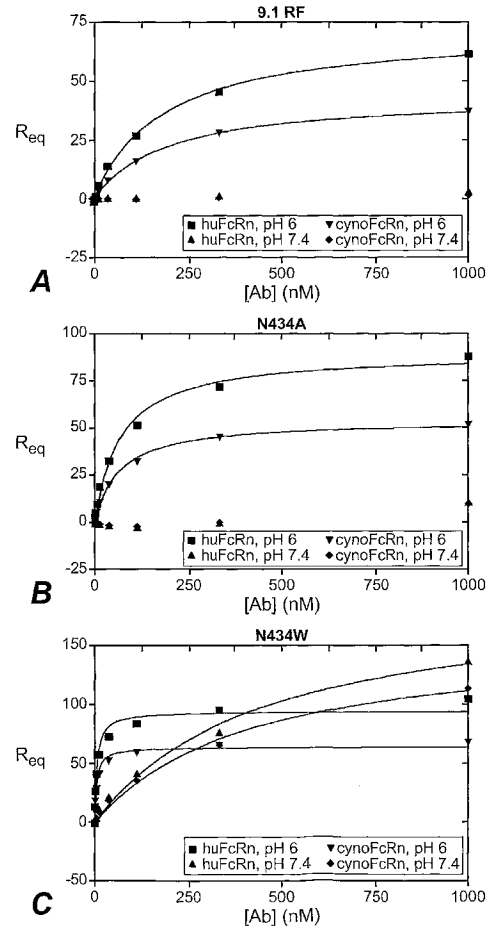 9.1 RF
75
50
R_eq 25
0
-25
■ huFcRn, pH 6 ▼ cynoFcRn, pH 6
▲ huFcRn, pH 7.4 ◆ cynoFcRn, pH 7.4
0 250 500 750 1000
[Ab] (nM)
A
N434A
100
75
50
R_eq
25
0
-25
■ huFcRn, pH 6 ▼ cynoFcRn, pH 6
▲ huFcRn, pH 7.4 ◆ cynoFcRn, pH 7.4
0 250 500 750 1000
[Ab] (nM)
B
N434W
150
100
R_eq
50
0
-50
■ huFcRn, pH 6 ▼ cynoFcRn, pH 6
▲ huFcRn, pH 7.4 ◆ cynoFcRn, pH 7.4
0 250 500 750 1000
[Ab] (nM)
C